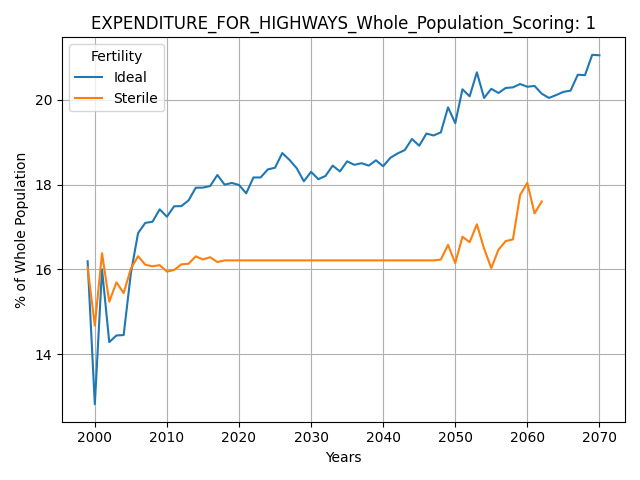 EXPENDITURE_FOR_HIGHWAYS_Whole_Population_Scoring: 1
Fertility
Ideal
Sterile
% of Whole Population
20
18
16
14
2000 2010 2020 2030 2040 2050 2060 2070
Years